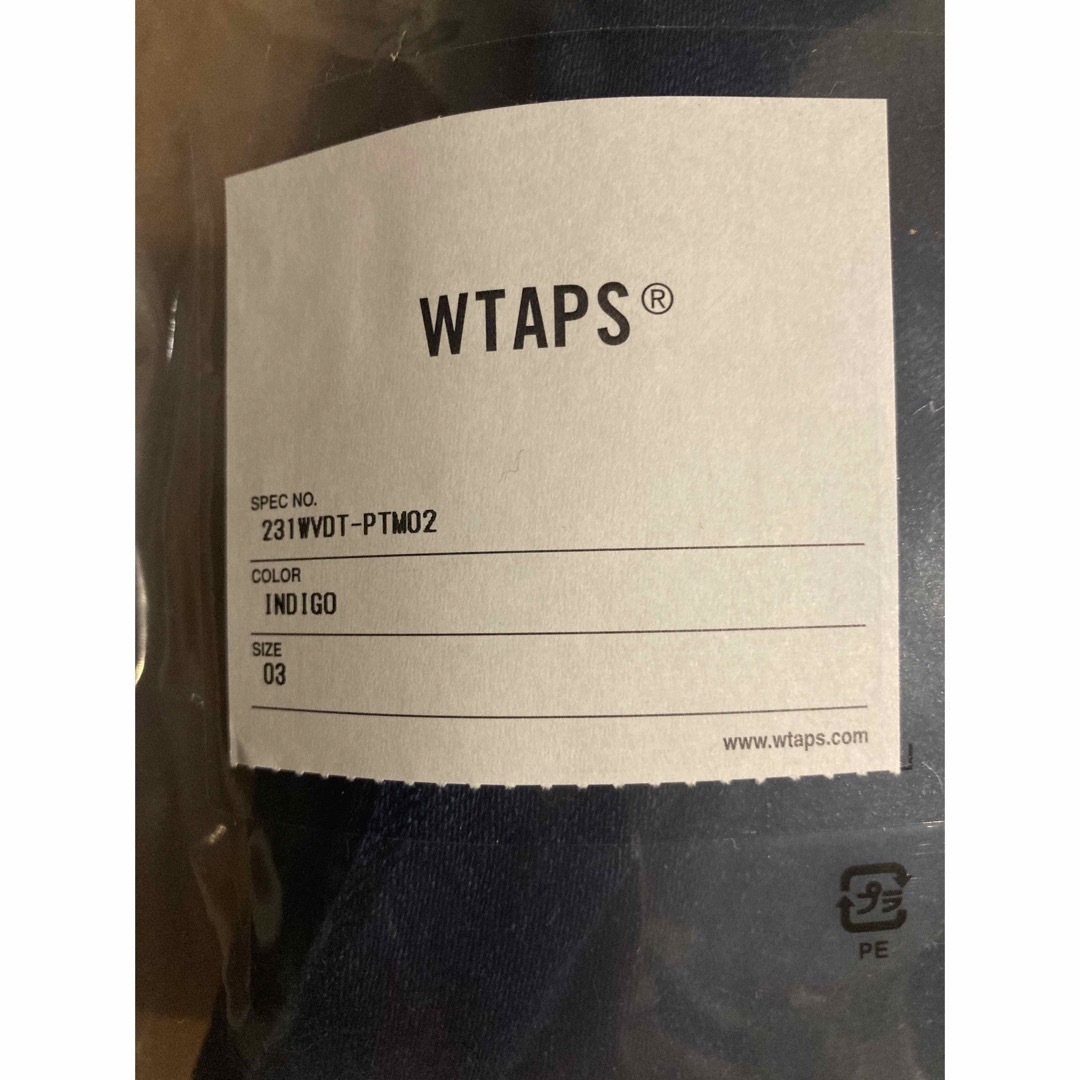 WTAPS®
SPEC NO.
231WVDT-PTM02
COLOR
INDIGO
SIZE
03
www.wtaps.com
プラ
PE